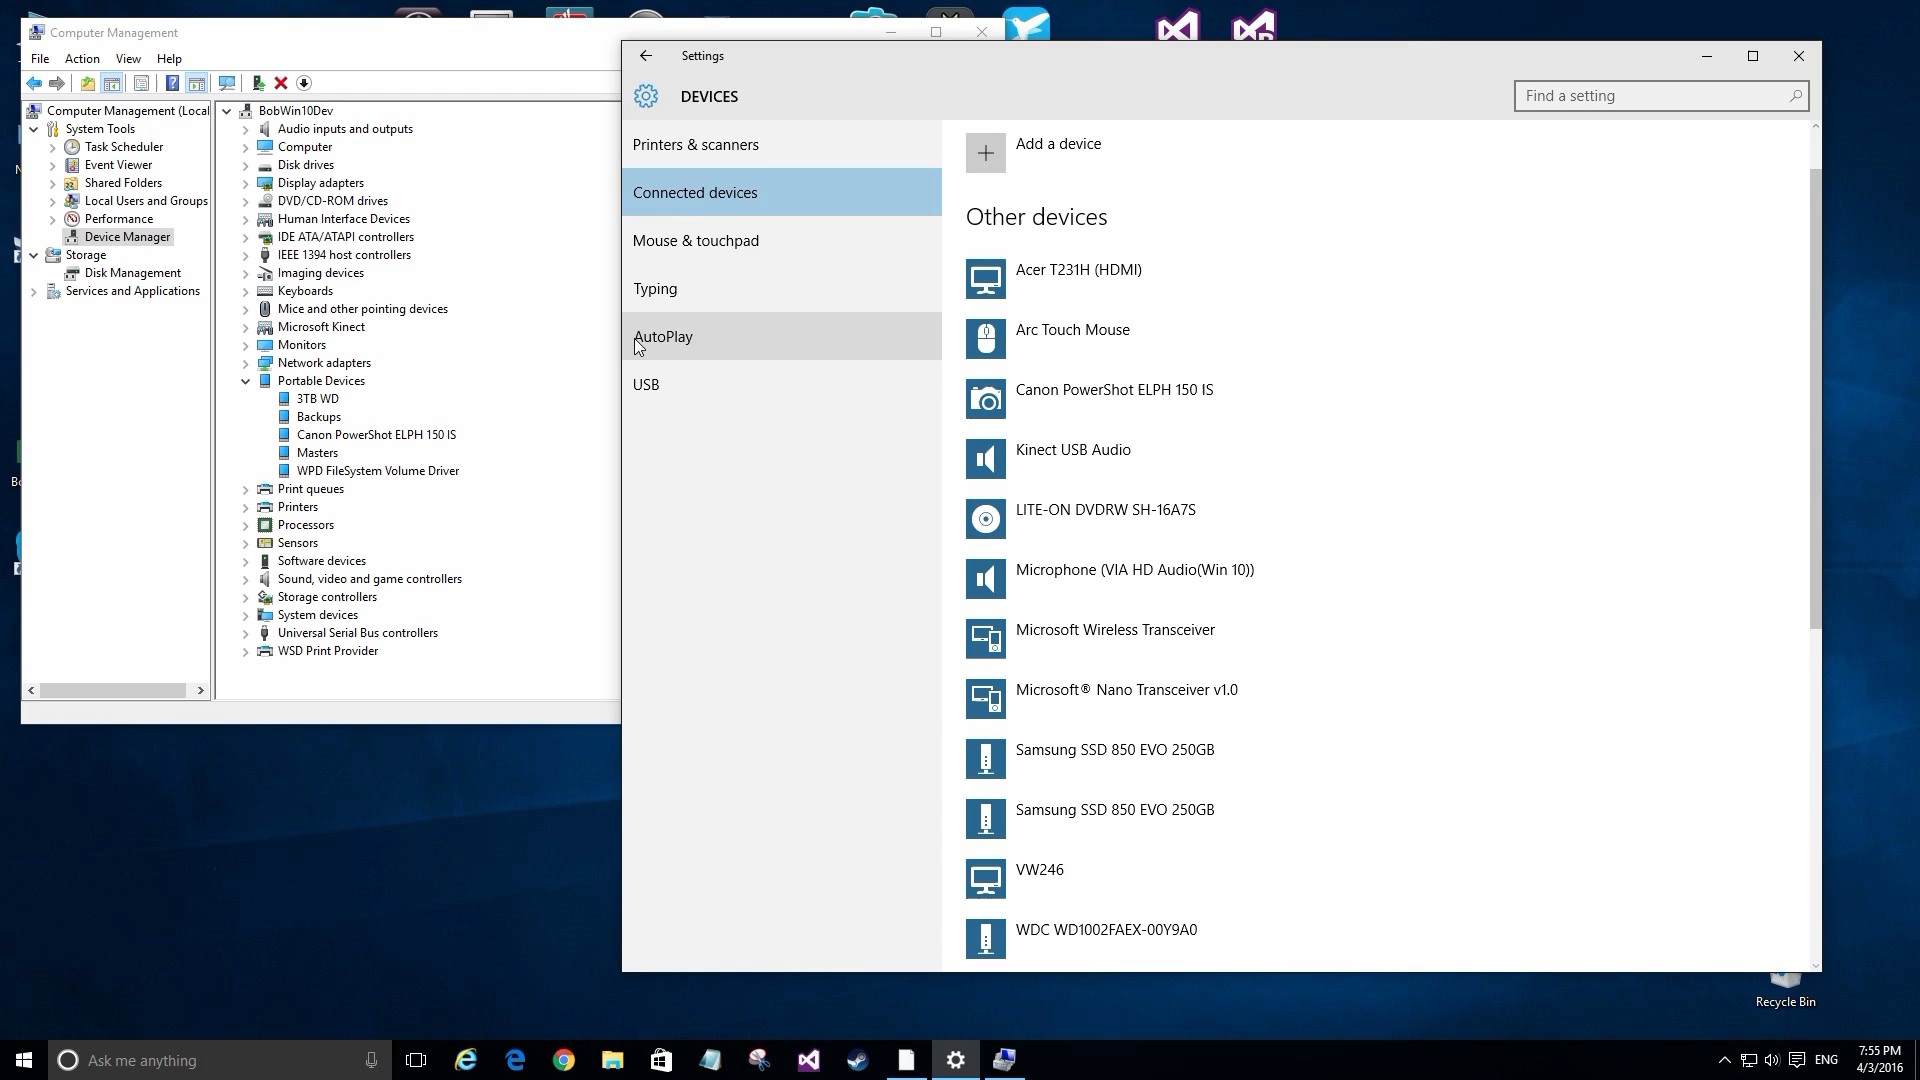 Computer Management
File Action View Help
Computer Management (Local
System Tools
Task Scheduler
Event Viewer
Shared Folders
Local Users and Groups
Performance
Device Manager
Storage
Disk Management
Services and Applications
BobWin10Dev
Audio inputs and outputs
Computer
Disk drives
Display adapters
DVD/CD-ROM drives
Human Interface Devices
IDE ATA/ATAPI controllers
IEEE 1394 host controllers
Imaging devices
Keyboards
Mice and other pointing devices
Microsoft Kinect
Monitors
Network adapters
Portable Devices
3TB WD
Backups
Canon PowerShot ELPH 150 IS
Masters
WPD FileSystem Volume Driver
Print queues
Printers
Processors
Sensors
Software devices
Sound, video and game controllers
Storage controllers
System devices
Universal Serial Bus controllers
WSD Print Provider
Settings
DEVICES
Find a setting
Printers & scanners
Connected devices
Mouse & touchpad
Typing
AutoPlay
USB
Add a device
Other devices
Acer T231H (HDMI)
Arc Touch Mouse
Canon PowerShot ELPH 150 IS
Kinect USB Audio
LITE-ON DVDRW SH-16A7S
Microphone (VIA HD Audio(Win 10))
Microsoft Wireless Transceiver
Microsoft® Nano Transceiver v1.0
Samsung SSD 850 EVO 250GB
Samsung SSD 850 EVO 250GB
VW246
WDC WD1002FAEX-00Y9A0
Recycle Bin
Ask me anything
ENG
7:55 PM
4/3/2016